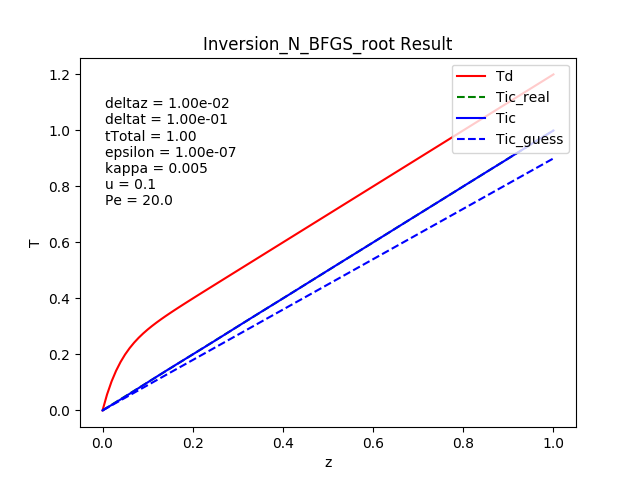 Inversion_N_BFGS_root Result
Td
Tic_real
Tic
Tic_guess
deltaz = 1.00e-02
deltat = 1.00e-01
tTotal = 1.00
epsilon = 1.00e-07
kappa = 0.005
u = 0.1
Pe = 20.0
1.2
1.0
0.8
0.6
0.4
0.2
0.0
T
0.0 0.2 0.4 0.6 0.8 1.0
z